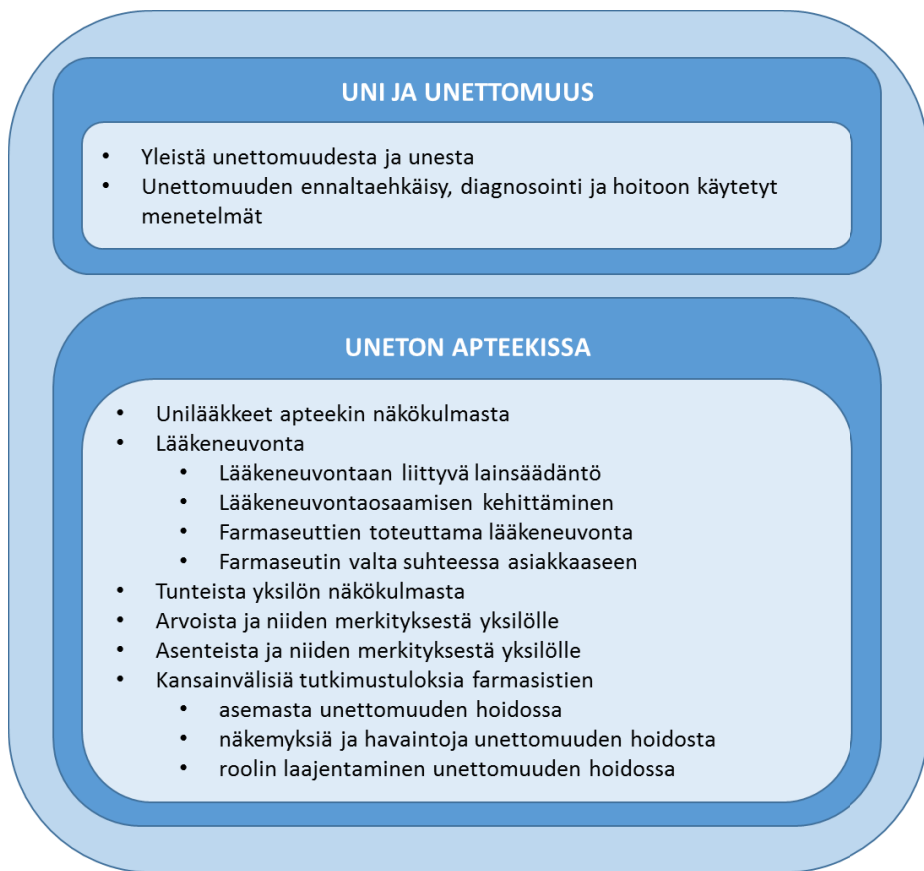 UNI JA UNETTOMUUS
• Yleistä unettomuudesta ja unesta
• Unettomuuden ennaltaehkäisy, diagnosointi ja hoitoon käytetyt
menetelmät
UNETON APTEEKISSA
• Unilääkkeet apteekin näkökulmasta
• Lääkeneuvonta
• Lääkeneuvontaan liittyvä lainsäädäntö
• Lääkeneuvontaosaamisen kehittäminen
• Farmaseuttien toteuttama lääkeneuvonta
• Farmaseutin valta suhteessa asiakkaaseen
• Tunteista yksilön näkökulmasta
• Arvoista ja niiden merkityksestä yksilölle
• Asenteista ja niiden merkityksestä yksilölle
• Kansainvälisiä tutkimustuloksia farmasistien
• asemasta unettomuuden hoidossa
• näkemyksiä ja havaintoja unettomuuden hoidosta
• roolin laajentaminen unettomuuden hoidossa